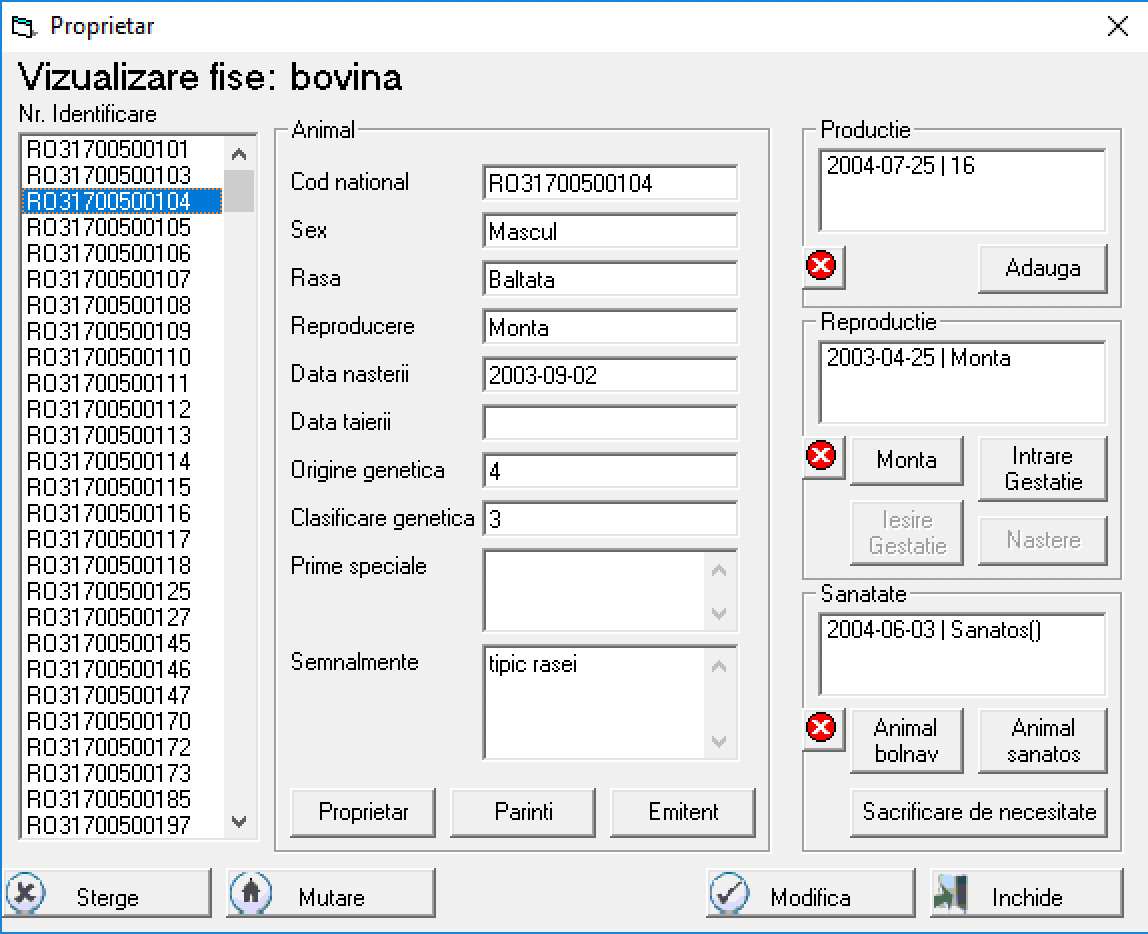 Proprietar
Vizualizare fise: bovina
Nr. Identificare
RO31700500101
RO31700500103
RO31700500104
RO31700500105
RO31700500106
RO31700500107
RO31700500108
RO31700500109
RO31700500110
RO31700500111
RO31700500112
RO31700500113
RO31700500114
RO31700500115
RO31700500116
RO31700500117
RO31700500118
RO31700500125
RO31700500127
RO31700500145
RO31700500146
RO31700500147
RO31700500170
RO31700500172
RO31700500173
RO31700500185
RO31700500197
Animal
Cod national RO31700500104
Sex Mascul
Rasa Baltata
Reproducere Monta
Data nasterii 2003-09-02
Data taierii
Origine genetica 4
Clasificare genetica 3
Prime speciale
Semnalmente tipic rasei
Proprietar Parinti Emitent
Productie
2004-07-25 | 16
Adauga
Reproductie
2003-04-25 | Monta
Monta
Intrare
Gestatie
Iesire
Gestatie
Nastere
Sanatate
2004-06-03 | Sanatos()
Animal
bolnav
Animal
sanatos
Sacrificare de necesitate
Sterge Mutare Modifica Inchide